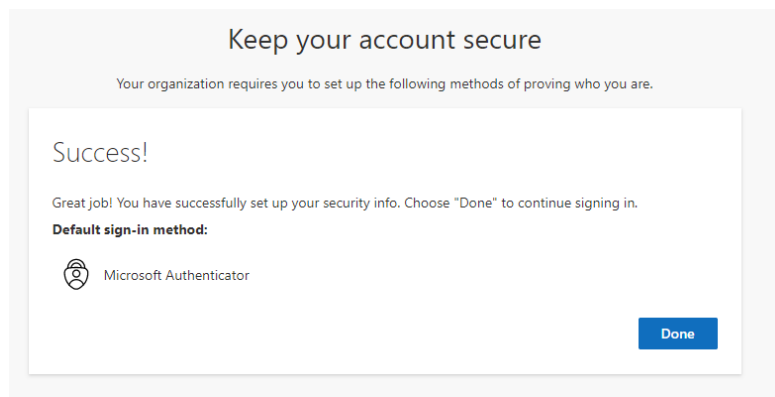 Keep your account secure
Your organization requires you to set up the following methods of proving who you are.
Success!
Great job! You have successfully set up your security info. Choose "Done" to continue signing in.
Default sign-in method:
Microsoft Authenticator
Done